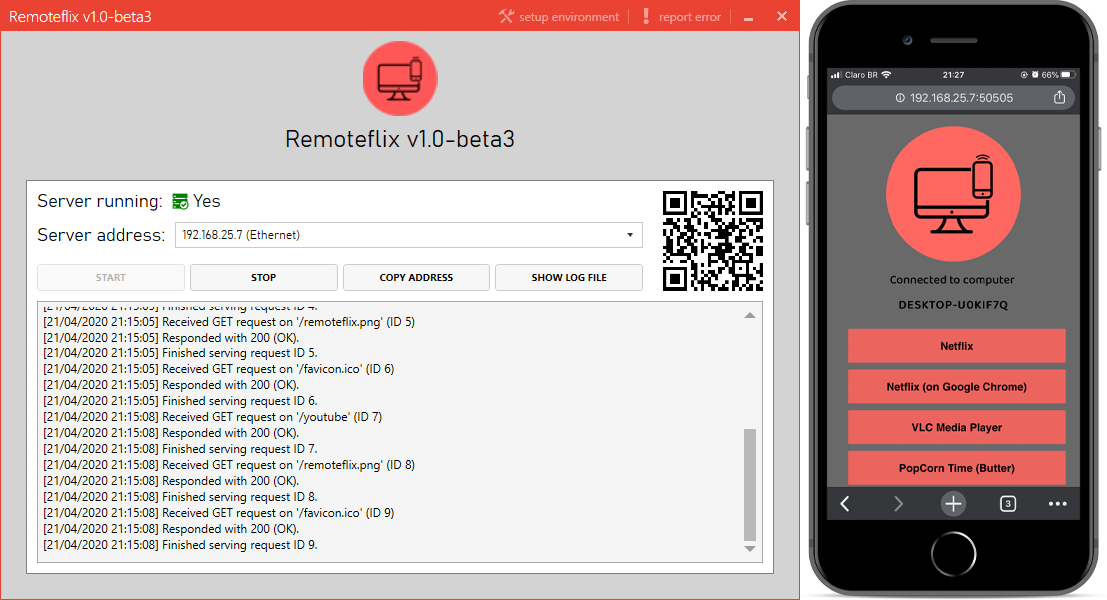 Remoteflix v1.0-beta3
setup environment
report error
Remoteflix v1.0-beta3
Server running: Yes
Server address: 192.168.25.7 (Ethernet)
START STOP COPY ADDRESS SHOW LOG FILE
[21/04/2020 21:15:05] Finished serving request ID 4.
[21/04/2020 21:15:05] Received GET request on '/remoteflix.png' (ID 5)
[21/04/2020 21:15:05] Responded with 200 (OK).
[21/04/2020 21:15:05] Finished serving request ID 5.
[21/04/2020 21:15:05] Received GET request on '/favicon.ico' (ID 6)
[21/04/2020 21:15:05] Responded with 200 (OK).
[21/04/2020 21:15:05] Finished serving request ID 6.
[21/04/2020 21:15:08] Received GET request on '/youtube' (ID 7)
[21/04/2020 21:15:08] Responded with 200 (OK).
[21/04/2020 21:15:08] Finished serving request ID 7.
[21/04/2020 21:15:08] Received GET request on '/remoteflix.png' (ID 8)
[21/04/2020 21:15:08] Responded with 200 (OK).
[21/04/2020 21:15:08] Finished serving request ID 8.
[21/04/2020 21:15:08] Received GET request on '/favicon.ico' (ID 9)
[21/04/2020 21:15:08] Responded with 200 (OK).
[21/04/2020 21:15:08] Finished serving request ID 9.
Claro BR 21:27 66%
192.168.25.7:50505
Connected to computer
DESKTOP-U0KIF7Q
Netflix
Netflix (on Google Chrome)
VLC Media Player
PopCorn Time (Butter)
3